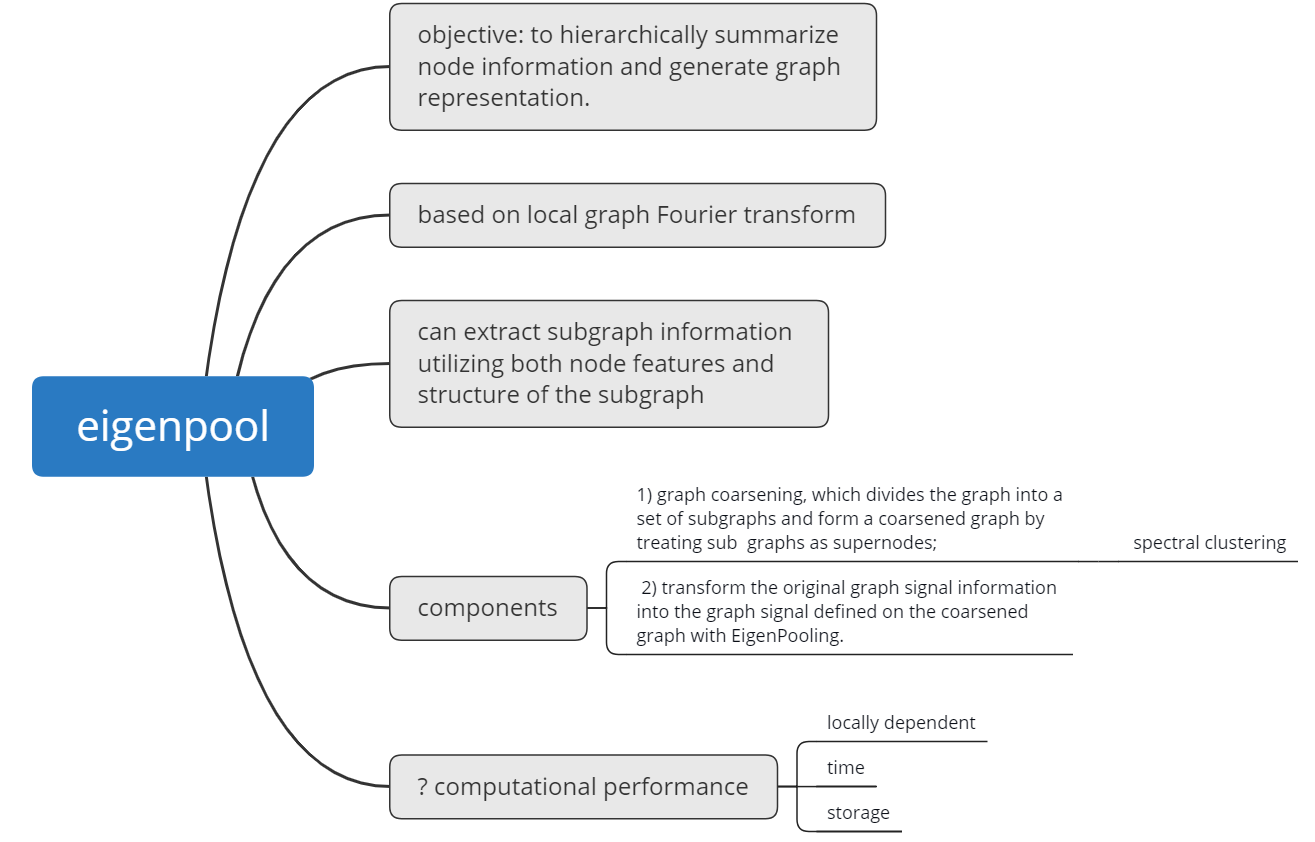 objective: to hierarchically summarize
node information and generate graph
representation.
based on local graph Fourier transform
can extract subgraph information
utilizing both node features and
structure of the subgraph
eigenpool
1) graph coarsening, which divides the graph into a
set of subgraphs and form a coarsened graph by
treating sub  graphs as supernodes;
spectral clustering
2) transform the original graph signal information
into the graph signal defined on the coarsened
graph with EigenPooling.
components
locally dependent
time
storage
? computational performance